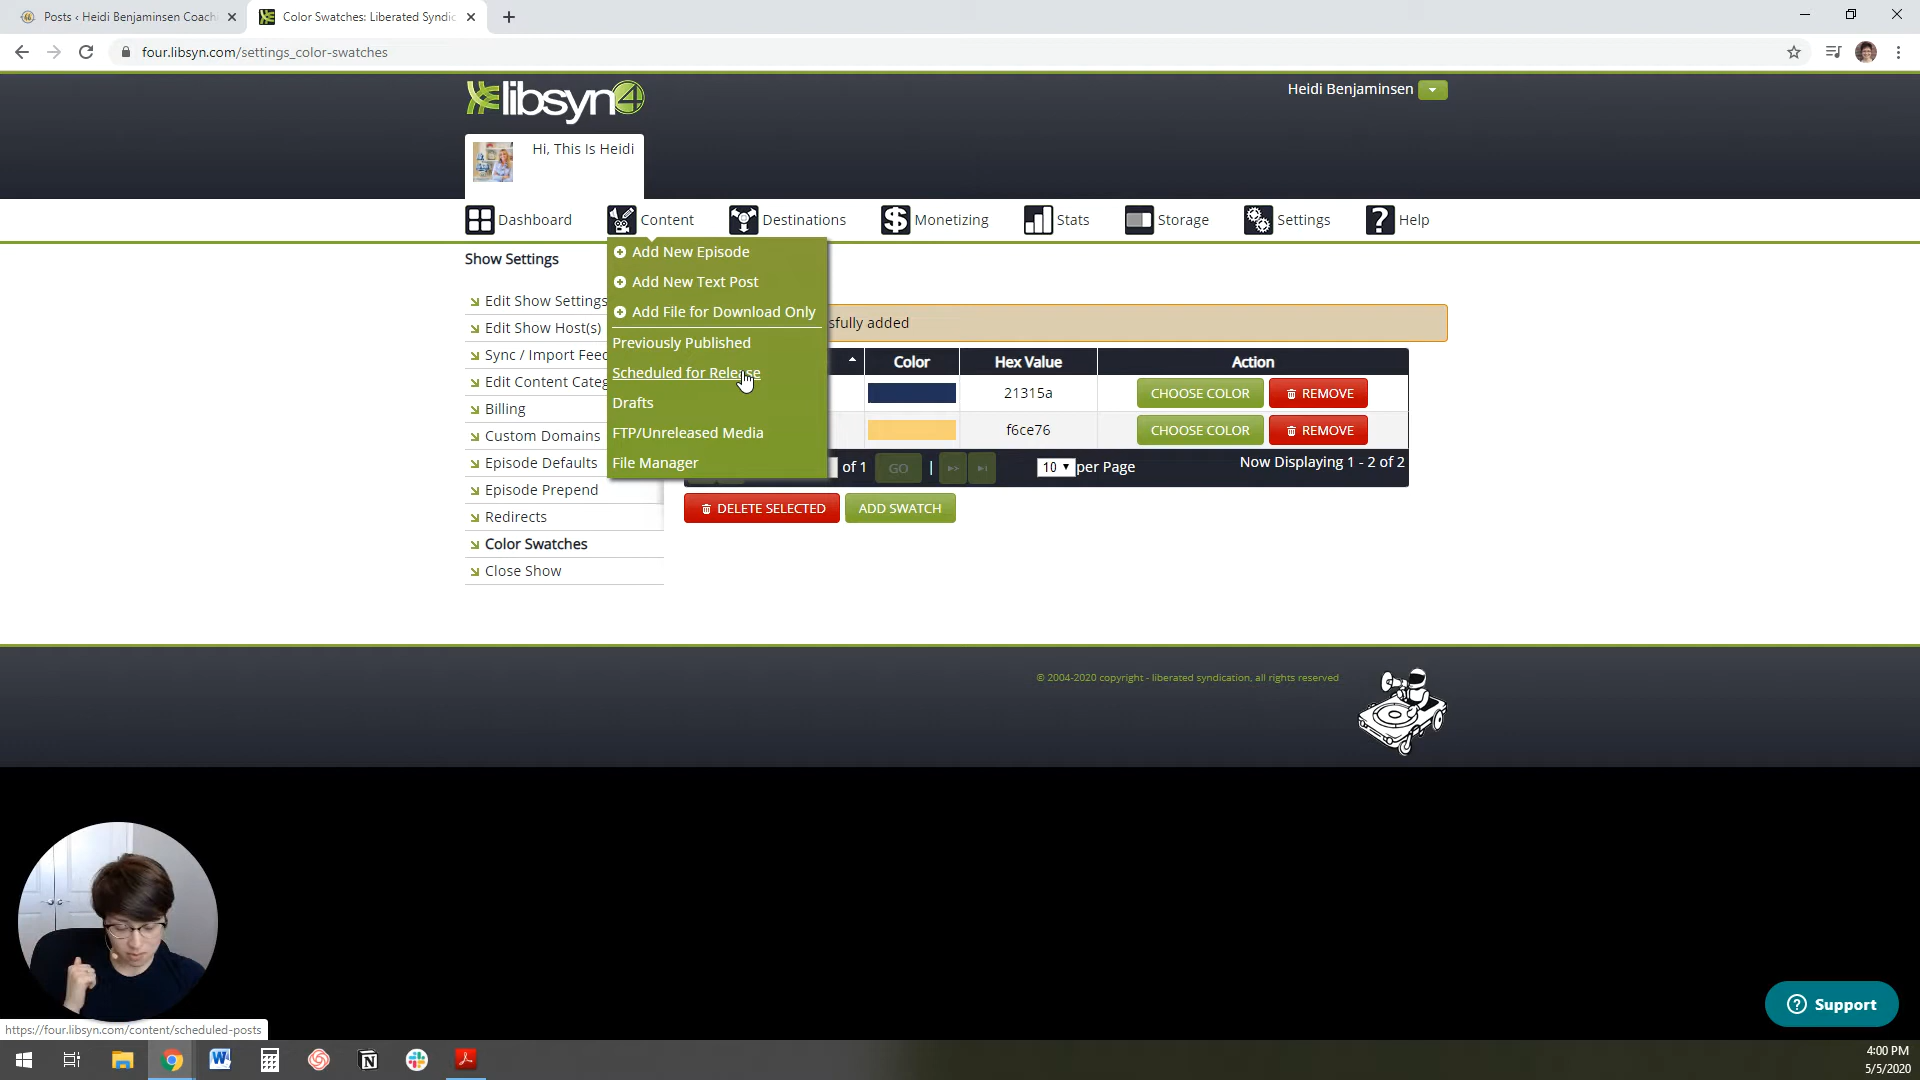 Posts ‹ Heidi Benjaminsen Coachi
Color Swatches: Liberated Syndic
four.libsyn.com/settings_color-swatches
libsyn4
Heidi Benjaminsen
Hi, This Is Heidi
Dashboard Content Destinations Monetizing Stats Storage Settings Help
Show Settings
Edit Show Settings
Edit Show Host(s)
Sync / Import Feed
Edit Content Categ
Billing
Custom Domains
Episode Defaults
Episode Prepend
Redirects
Color Swatches
Close Show
Add New Episode
Add New Text Post
Add File for Download Only
Previously Published
Scheduled for Release
Drafts
FTP/Unreleased Media
File Manager
sfully added
Color Hex Value Action
21315a CHOOSE COLOR REMOVE
f6ce76 CHOOSE COLOR REMOVE
of 1 GO | 10 per Page Now Displaying 1 - 2 of 2
DELETE SELECTED ADD SWATCH
© 2004-2020 copyright - liberated syndication, all rights reserved
Support
https://four.libsyn.com/content/scheduled-posts
4:00 PM
5/5/2020